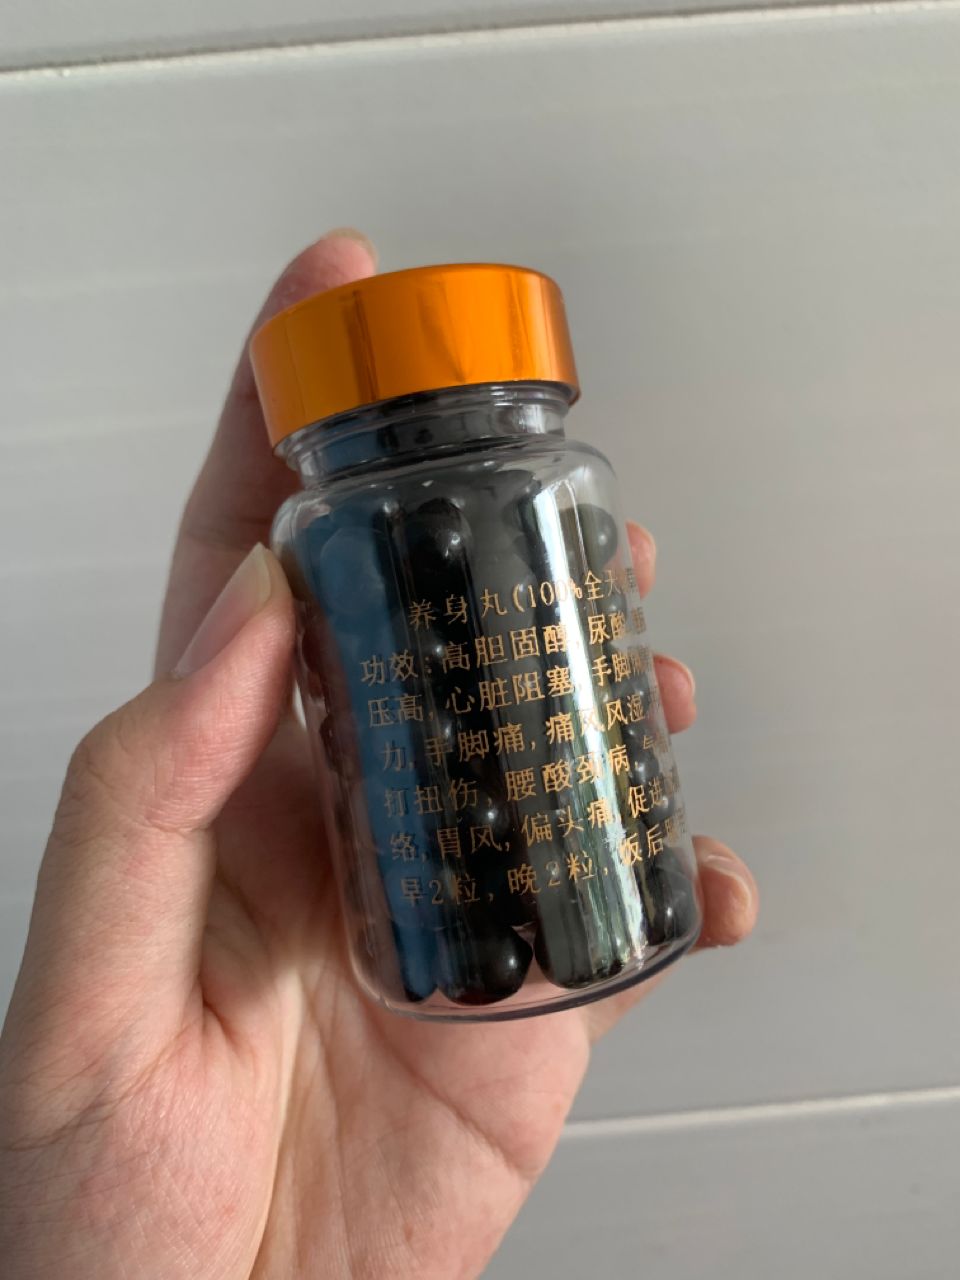 养身丸(100%全天
功效:高胆固醇 尿酸
压高,心脏阻塞,手脚
力,手脚痛,痛风风湿,
打扭伤,腰酸颈病
络,胃风,偏头痛,促进
早2粒,晚2粒,饭后